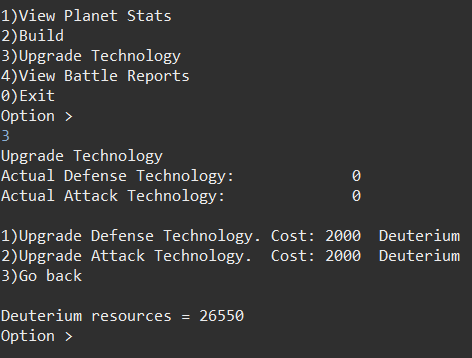 1)View Planet Stats
2)Build
3)Upgrade Technology
4)View Battle Reports
0)Exit
Option >
3
Upgrade Technology
Actual Defense Technology: 0
Actual Attack Technology: 0
1)Upgrade Defense Technology. Cost: 2000 Deuterium
2)Upgrade Attack Technology. Cost: 2000 Deuterium
3)Go back
Deuterium resources = 26550
Option >